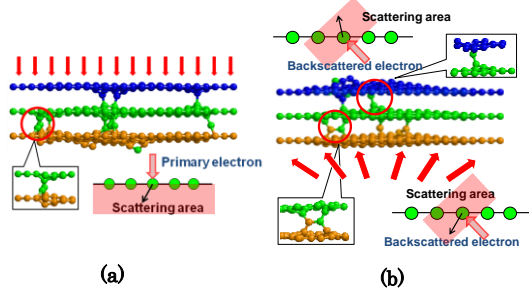 Scattering area
Backscattered electron
Primary electron
Scattering area
Scattering area
Backscattered electron
(a)
(b)